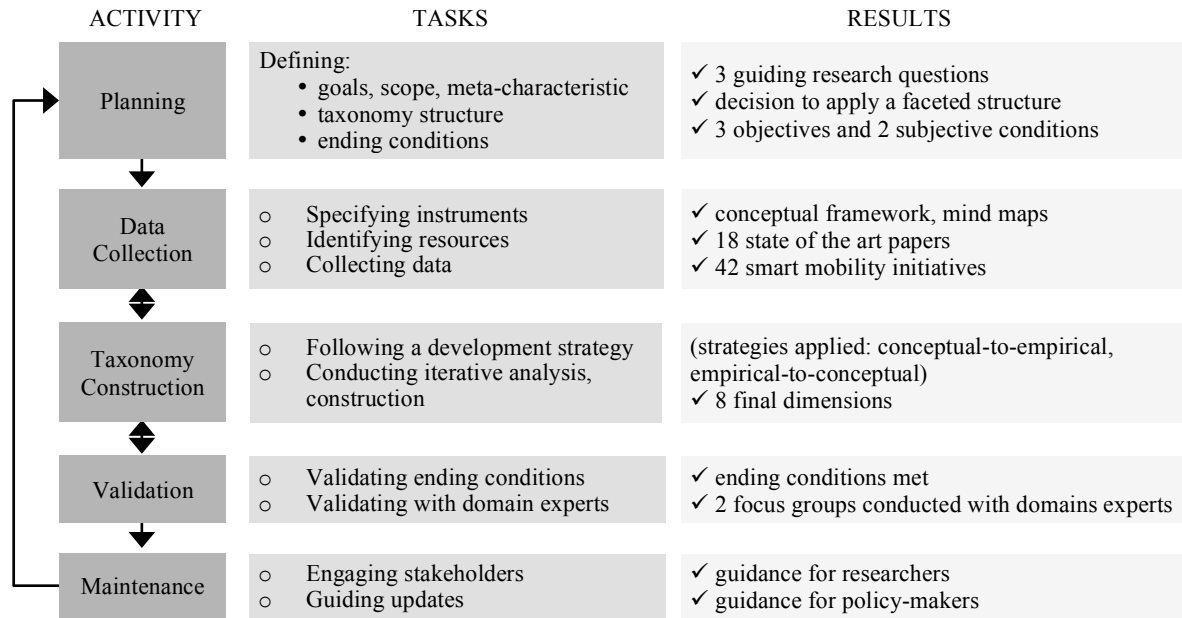 ACTIVITY TASKS RESULTS
Planning
Defining:
• goals, scope, meta-characteristic
• taxonomy structure
• ending conditions
✓ 3 guiding research questions
✓ decision to apply a faceted structure
✓ 3 objectives and 2 subjective conditions
Data
Collection
o Specifying instruments
o Identifying resources
o Collecting data
✓ conceptual framework, mind maps
✓ 18 state of the art papers
✓ 42 smart mobility initiatives
Taxonomy
Construction
o Following a development strategy
o Conducting iterative analysis,
construction
(strategies applied: conceptual-to-empirical,
empirical-to-conceptual)
✓ 8 final dimensions
Validation
o Validating ending conditions
o Validating with domain experts
✓ ending conditions met
✓ 2 focus groups conducted with domains experts
Maintenance
o Engaging stakeholders
o Guiding updates
✓ guidance for researchers
✓ guidance for policy-makers